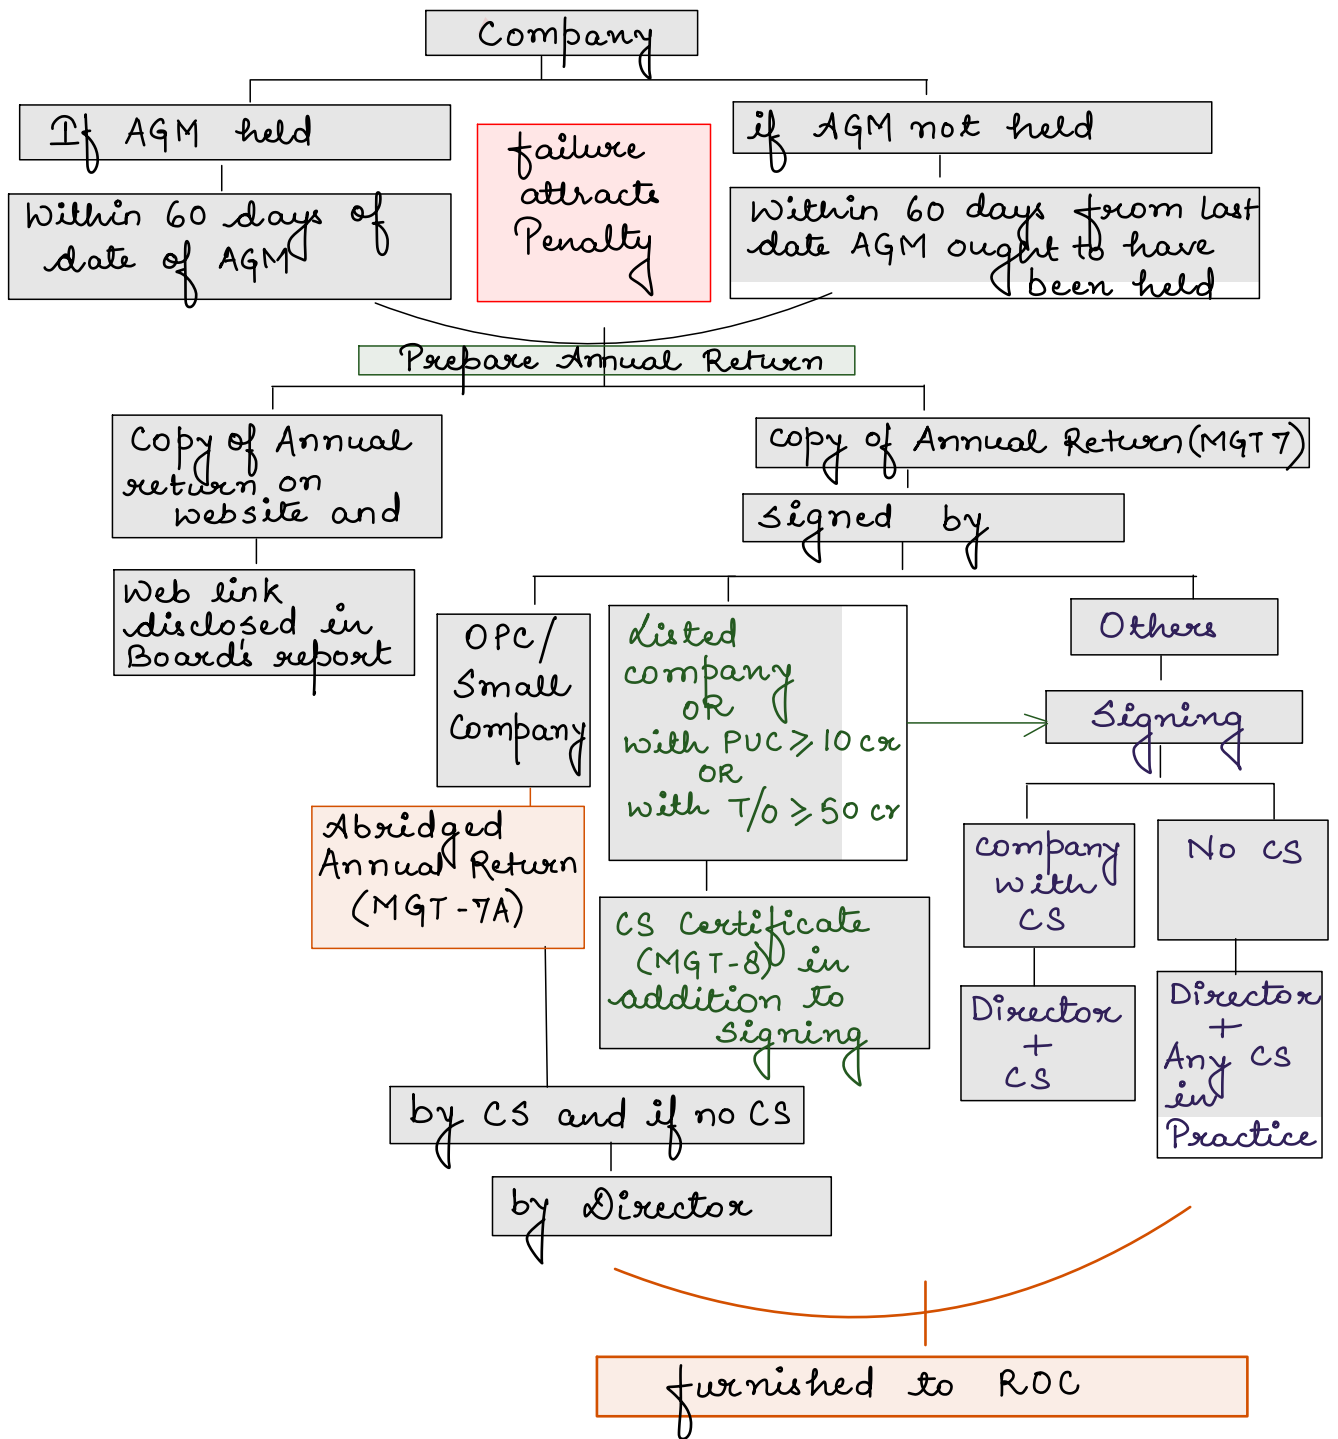 Company
If AGM held
if AGM not held
failure
attracts
Penalty
Within 60 days of
date of AGM
Within 60 days from last
date AGM ought to have
been held
Prepare Annual Return
Copy of Annual
return on
website and
Web link
disclosed in
Board's report
Copy of Annual Return (MGT 7)
Signed by
OPC/
Small
Company
Listed
company
OR
with PUC ⩾ 10 cr
OR
with T/O ⩾ 50 cr
Others
Signing
Abridged
Annual Return
(MGT-7A)
CS Certificate
(MGT-8) in
addition to
signing
Company
with
CS
No CS
Director
+
CS
Director
+
Any CS
in
Practice
by CS and if no CS
by Director
furnished to ROC